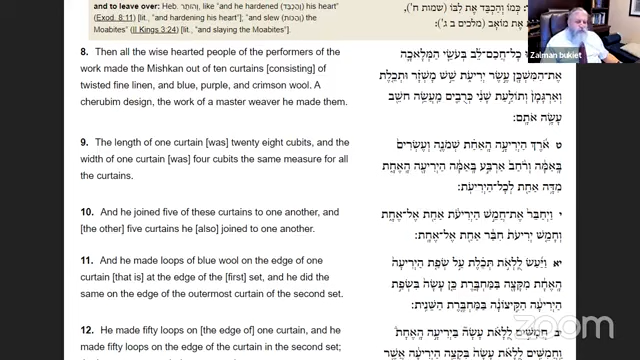 and to leave over: Heb. וְהוֹתֵר, like "and he hardened (וְהַכְבֵּד) his heart"
(Exod. 8:11) [lit., "and hardening his heart"]; and "slew (וְהַכּוֹת)
the Moabites" (II Kings 3:24) [lit., "and slaying the Moabites"].
8. Then all the wise hearted people of the performers of the
work made the Mishkan out of ten curtains [consisting] of
twisted fine linen, and blue, purple, and crimson wool. A
cherubim design, the work of a master weaver he made them.
9. The length of one curtain [was] twenty eight cubits, and the
width of one curtain [was] four cubits the same measure for all
the curtains.
10. And he joined five of these curtains to one another, and
[the other] five curtains he [also] joined to one another.
11. And he made loops of blue wool on the edge of one
curtain [that is] at the edge of the [first] set, and he did the
same on the edge of the outermost curtain of the second set.
12. He made fifty loops on [the edge of] one curtain, and he
made fifty loops on the edge of the curtain in the second set;
כְּמוֹ וְהַכְבֵּד אֶת לִבּוֹ (שמות ח'),
אֶת מוֹאָב (מלכים ב ג'):
כָל־חֲכַם־לֵ֨ב בְּעֹשֵׂ֧י הַמְּלָאכָ֛ה
אֶת־הַמִּשְׁכָּ֖ן עֶ֣שֶׂר יְרִיעֹ֑ת שֵׁ֣שׁ מָשְׁזָ֗ר וּתְכֵ֤לֶת
וְאַרְגָּמָן֙ וְתוֹלַ֣עַת שָׁנִ֔י כְּרֻבִ֛ים מַֽעֲשֵׂ֥ה חשֵׁ֖ב
עָשָׂ֥ה אֹתָֽם:
ט אֹ֜רֶךְ הַיְרִיעָ֣ה הָֽאַחַ֗ת שְׁמֹנֶ֤ה וְעֶשְׂרִים֙
בָּֽאַמָּ֔ה וְרֹ֨חַב֙ אַרְבַּ֣ע בָּֽאַמָּ֔ה הַיְרִיעָ֖ה הָֽאֶחָ֑ת
מִדָּ֥ה אַחַ֖ת לְכָל־הַיְרִיעֹֽת:
י וַיְחַבֵּר֙ אֶת־חֲמֵ֣שׁ הַיְרִיעֹ֔ת אַחַ֖ת אֶל־אֶחָ֑ת
וְחָמֵ֤שׁ יְרִיעֹת֙ חִבַּ֔ר אַחַ֖ת אֶל־אֶחָֽת:
יא וַיַּ֜עַשׂ לֻֽלְאֹ֣ת תְּכֵ֗לֶת עַ֣ל שְׂפַ֤ת הַיְרִיעָה֙
הָֽאֶחָ֔ת מִקָּצָ֖ה בַּמַּחְבָּ֑רֶת כֵּ֤ן עָשָׂה֙ בִּשְׂפַ֣ת
הַיְרִיעָ֔ה הַקִּ֣יצוֹנָ֔ה בַּמַּחְבֶּ֖רֶת הַשֵּׁנִֽית:
יב חֲמִשִּׁ֣ים לֻֽלָאֹ֗ת עָשָׂה֘ בַּיְרִיעָ֣ה הָֽאֶחָת֒
וַֽחֲמִשִּׁ֣ים לֻֽלָאֹ֗ת עָשָׂה֙ בִּקְצֵ֣ה הַיְרִיעָ֔ה אֲשֶׁ֖ר
Zalman bukiet
zoom